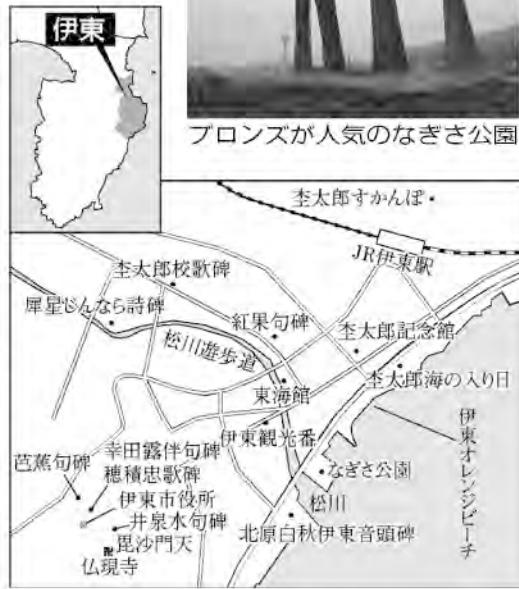 伊東
ブロンズが人気のなぎさ公園
杢太郎すかんぽ
JR伊東駅
杢太郎校歌碑
犀星じんなら詩碑
紅果句碑
杢太郎記念館
松川遊歩道
杢太郎海の入り日
東海館
伊東観光番
伊東オレンジビーチ
芭蕉句碑
幸田露伴句碑
穂積忠歌碑
伊東市役所
井泉水句碑
毘沙門天
卍
仏現寺
なぎさ公園
松川
北原白秋伊東音頭碑